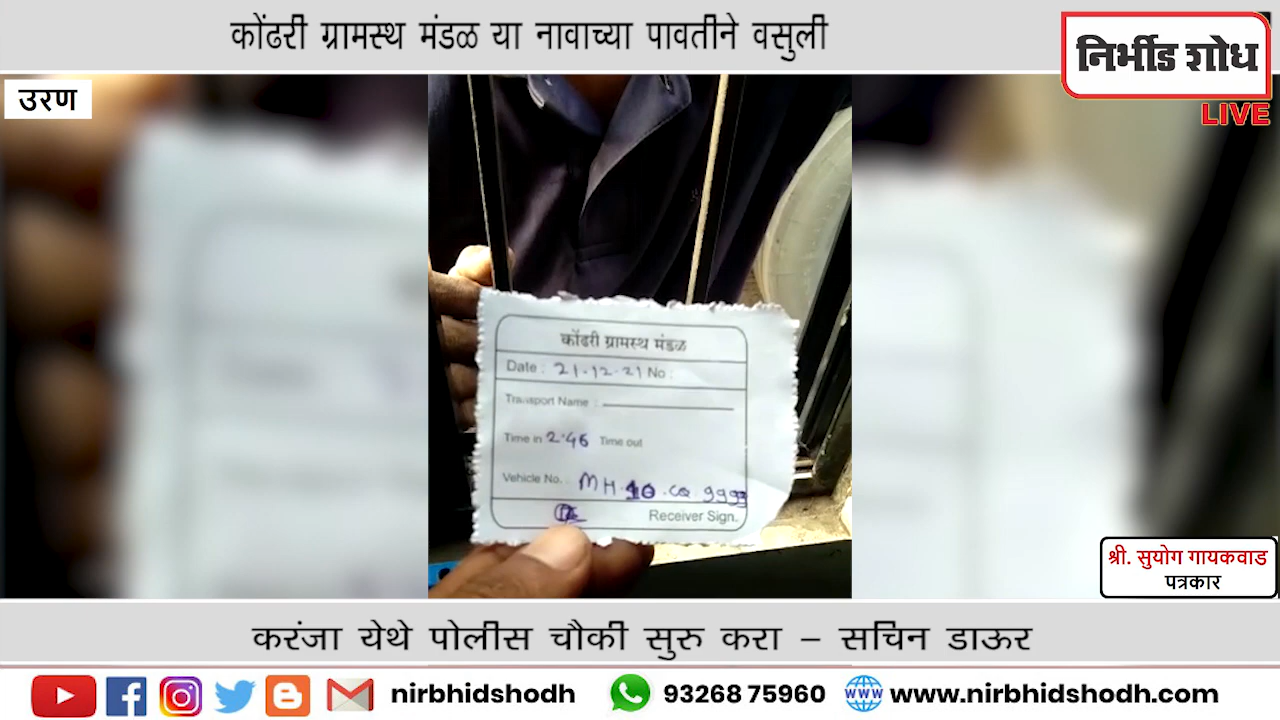 कोंढरी ग्रामस्थ मंडळ या नावाच्या पावतीने वसुली
निर्भीड शोध
LIVE
उरण
कोंढरी ग्रामस्थ मंडळ
Date : 21-12-21 No :
Transport Name :
Time in 2.46 Time out
Vehicle No. : MH.10.CQ.9999
Receiver Sign.
श्री. सुयोग गायकवाड
पत्रकार
करंजा येथे पोलीस चौकी सुरु करा – सचिन डाऊर
nirbhidshodh 93268 75960 www.nirbhidshodh.com